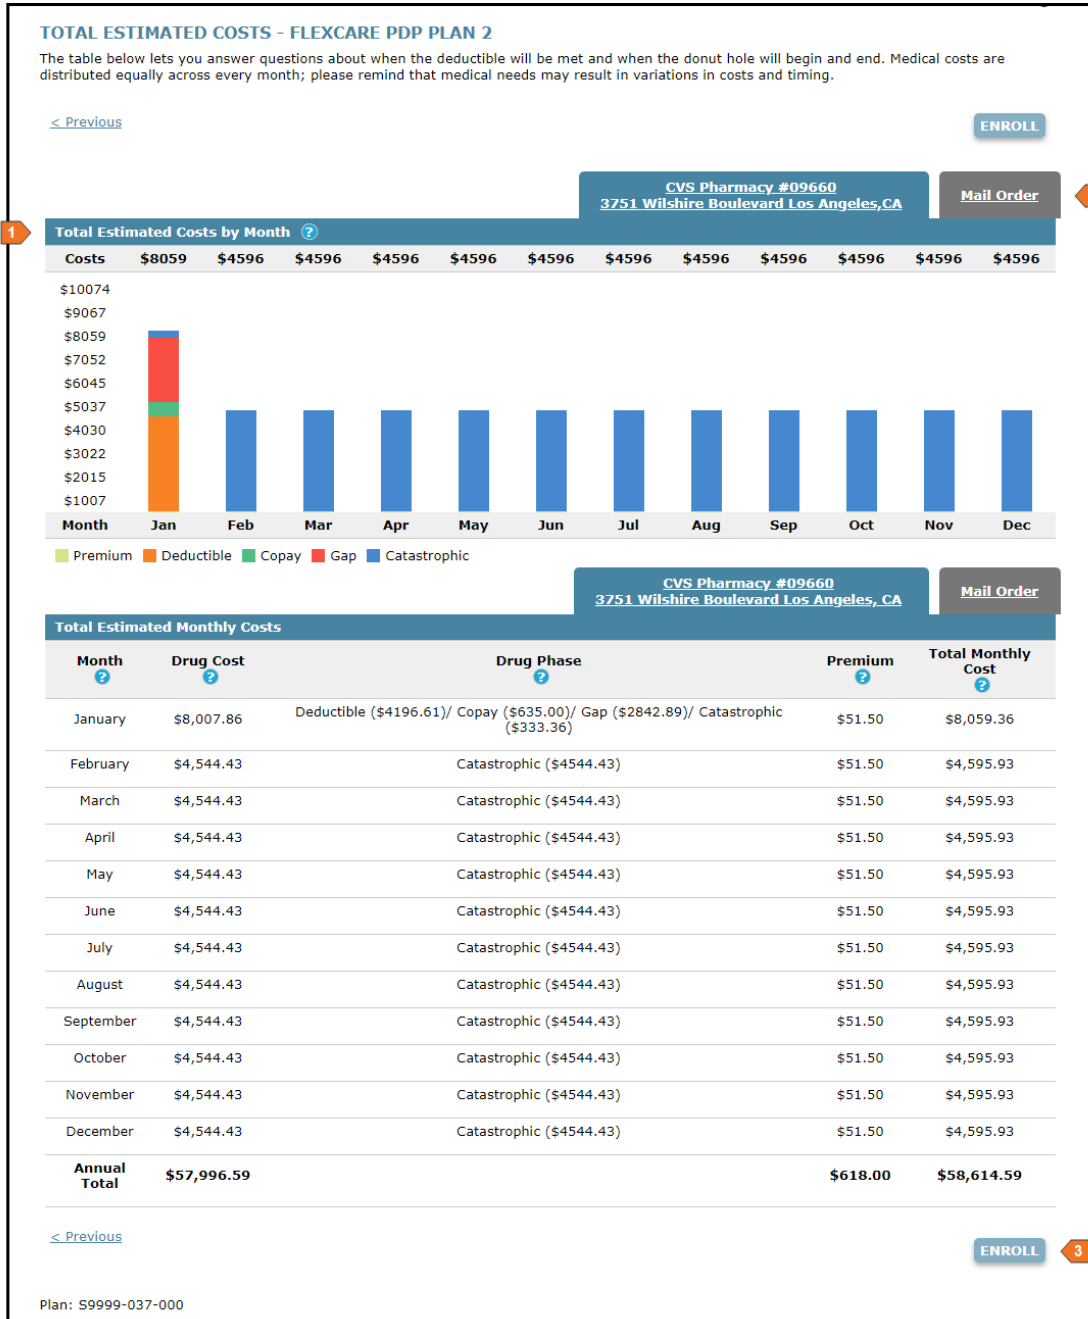 TOTAL ESTIMATED COSTS - FLEXCARE PDP PLAN 2
The table below lets you answer questions about when the deductible will be met and when the donut hole will begin and end. Medical costs are
distributed equally across every month; please remind that medical needs may result in variations in costs and timing.
< Previous
ENROLL
CVS Pharmacy #09660
3751 Wilshire Boulevard Los Angeles,CA
Mail Order
1
Total Estimated Costs by Month ?
Costs $8059 $4596 $4596 $4596 $4596 $4596 $4596 $4596 $4596 $4596 $4596 $4596
$10074
$9067
$8059
$7052
$6045
$5037
$4030
$3022
$2015
$1007
Month Jan Feb Mar Apr May Jun Jul Aug Sep Oct Nov Dec
Premium Deductible Copay Gap Catastrophic
CVS Pharmacy #09660
3751 Wilshire Boulevard Los Angeles, CA
Mail Order
Total Estimated Monthly Costs
Month ? Drug Cost ? Drug Phase ? Premium ? Total Monthly Cost ?
January $8,007.86 Deductible ($4196.61)/ Copay ($635.00)/ Gap ($2842.89)/ Catastrophic ($333.36) $51.50 $8,059.36
February $4,544.43 Catastrophic ($4544.43) $51.50 $4,595.93
March $4,544.43 Catastrophic ($4544.43) $51.50 $4,595.93
April $4,544.43 Catastrophic ($4544.43) $51.50 $4,595.93
May $4,544.43 Catastrophic ($4544.43) $51.50 $4,595.93
June $4,544.43 Catastrophic ($4544.43) $51.50 $4,595.93
July $4,544.43 Catastrophic ($4544.43) $51.50 $4,595.93
August $4,544.43 Catastrophic ($4544.43) $51.50 $4,595.93
September $4,544.43 Catastrophic ($4544.43) $51.50 $4,595.93
October $4,544.43 Catastrophic ($4544.43) $51.50 $4,595.93
November $4,544.43 Catastrophic ($4544.43) $51.50 $4,595.93
December $4,544.43 Catastrophic ($4544.43) $51.50 $4,595.93
Annual Total $57,996.59 $618.00 $58,614.59
< Previous
ENROLL
3
Plan: S9999-037-000